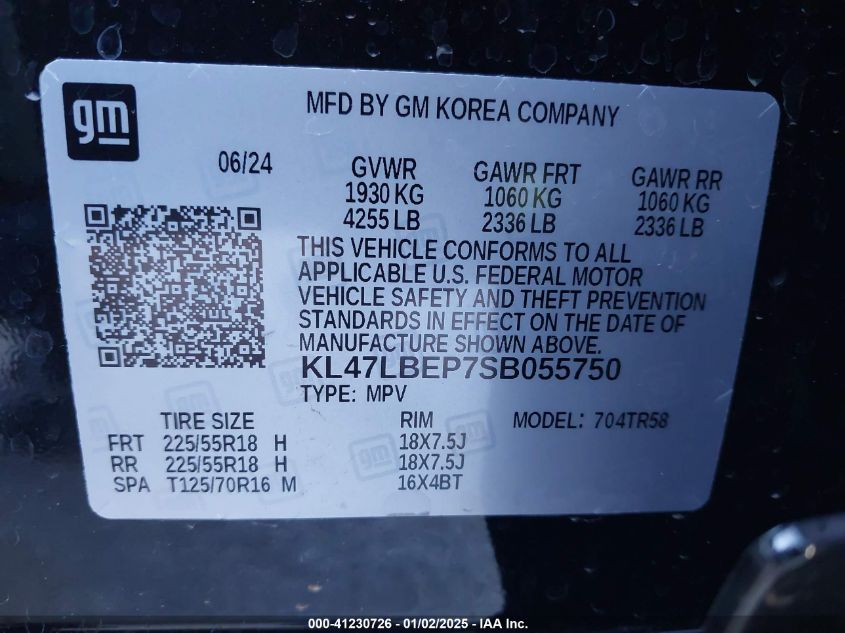 gm
MFD BY GM KOREA COMPANY
06/24
GVWR GAWR FRT GAWR RR
1930 KG 1060 KG 1060 KG
4255 LB 2336 LB 2336 LB
THIS VEHICLE CONFORMS TO ALL
APPLICABLE U.S. FEDERAL MOTOR
VEHICLE SAFETY AND THEFT PREVENTION
STANDARDS IN EFFECT ON THE DATE OF
MANUFACTURE SHOWN ABOVE.
KL47LBEP7SB055750
TYPE: MPV
TIRE SIZE RIM MODEL: 704TR58
FRT 225/55R18 H 18X7.5J
RR 225/55R18 H 18X7.5J
SPA T125/70R16 M 16X4BT
000-41230726 - 01/02/2025 - IAA Inc.